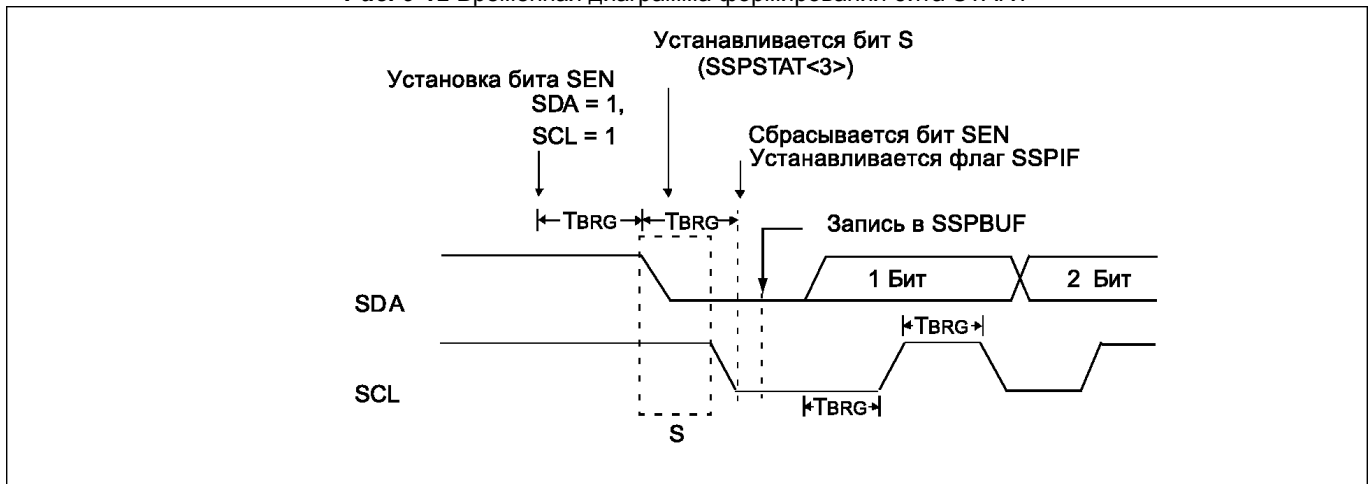 Устанавливается бит S
(SSPSTAT<3>)
Установка бита SEN
SDA = 1,
SCL = 1
Сбрасывается бит SEN
Устанавливается флаг SSPIF
TBRG
TBRG
Запись в SSPBUF
1 Бит
2 Бит
SDA
TBRG
SCL
TBRG
S